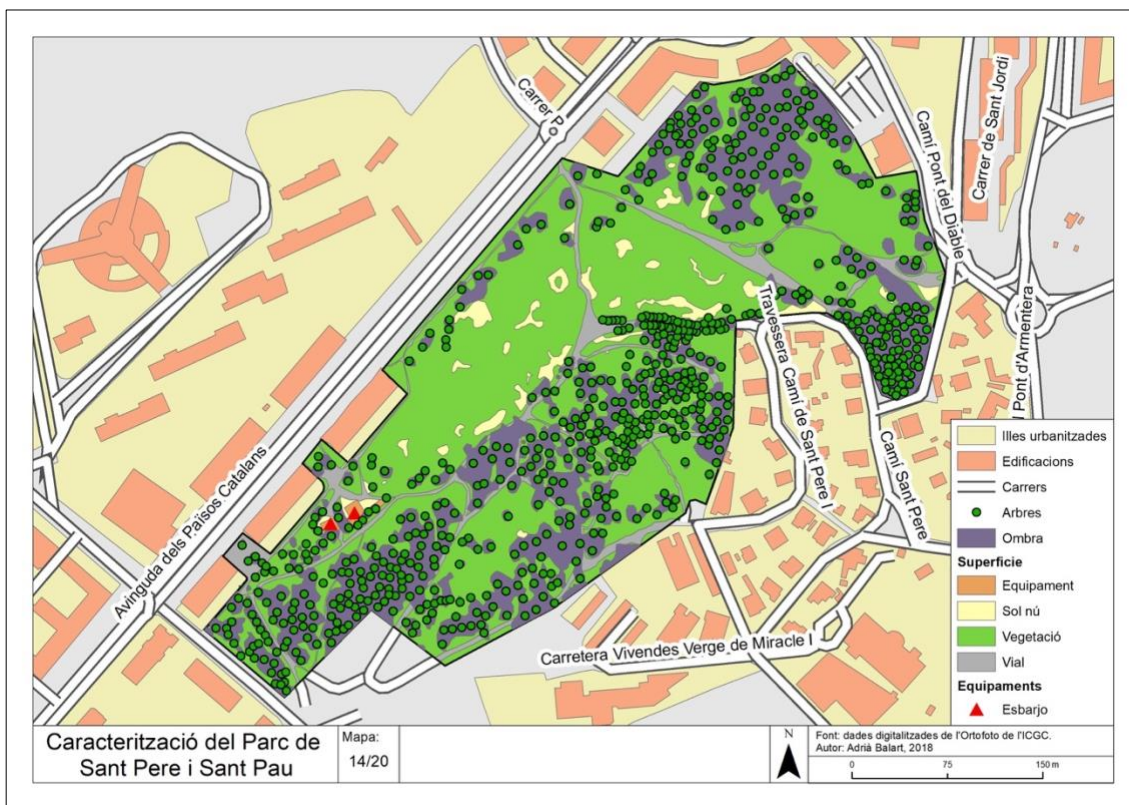 Carrer P
Carrer de Sant Jordi
Camí Pont del Diable
Travessera Camí de Sant Pere I
I Pont d'Armentera
Camí Sant Pere
Avinguda dels Països Catalans
Carretera Vivendes Verge de Miracle I
Illes urbanitzades
Edificacions
Carrers
Arbres
Ombra
Superfície
Equipament
Sol nú
Vegetació
Vial
Equipaments
Esbarjo
Caracterització del Parc de
Sant Pere i Sant Pau
Mapa:
14/20
N
Font: dades digitalitzades de l'Ortofoto de l'ICGC.
Autor: Adrià Balart, 2018
0 75 150 m